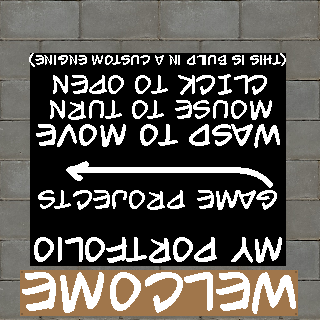 WELCOME
MY PORTFOLIO
GAME PROJECTS
WASD TO MOVE
MOUSE TO TURN
CLICK TO OPEN
(THIS IS BUILD IN A CUSTOM ENGINE)